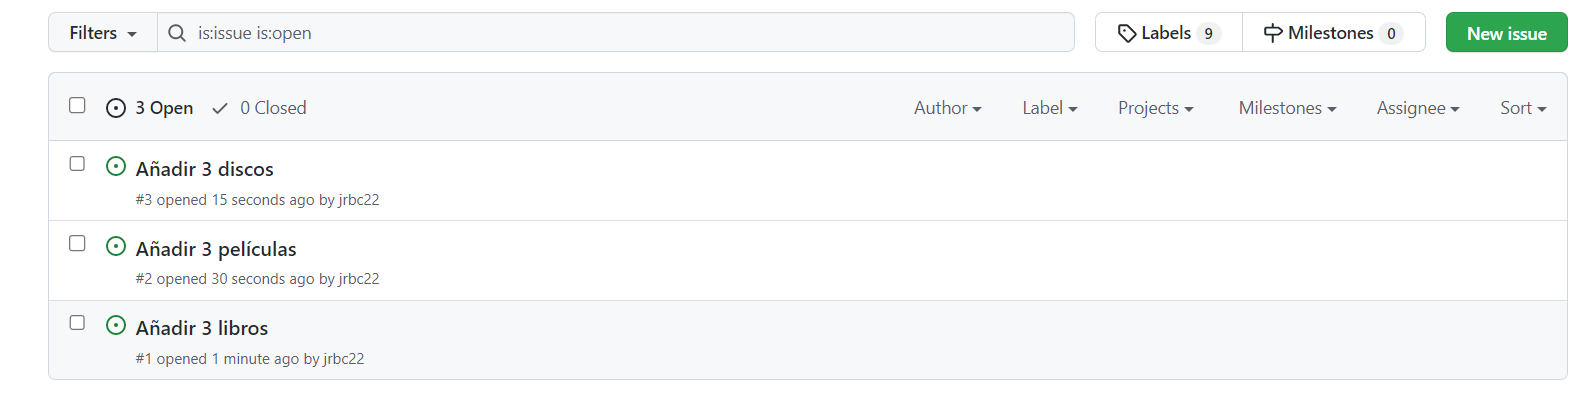 Filters is:issue is:open Labels 9 Milestones 0 New issue
3 Open 0 Closed Author Label Projects Milestones Assignee Sort
Añadir 3 discos
#3 opened 15 seconds ago by jrbc22
Añadir 3 películas
#2 opened 30 seconds ago by jrbc22
Añadir 3 libros
#1 opened 1 minute ago by jrbc22